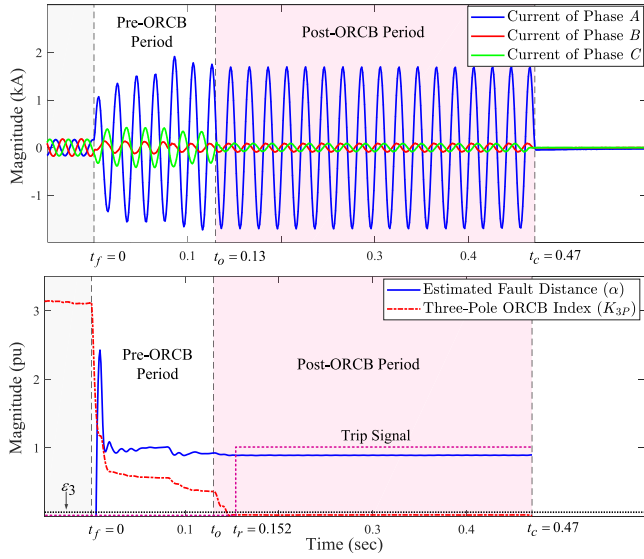 Pre-ORCB
Period
Post-ORCB Period
Current of Phase A
Current of Phase B
Current of Phase C
Magnitude (kA)
2
1
0
-1
t_f = 0
0.1
t_o = 0.13
0.3
0.4
t_c = 0.47
Estimated Fault Distance (α)
Three-Pole ORCB Index (K_{3P})
Magnitude (pu)
3
2
1
Pre-ORCB
Period
Post-ORCB Period
Trip Signal
ε_3
t_f = 0
0.1
t_o
t_r = 0.152
0.3
0.4
t_c = 0.47
Time (sec)